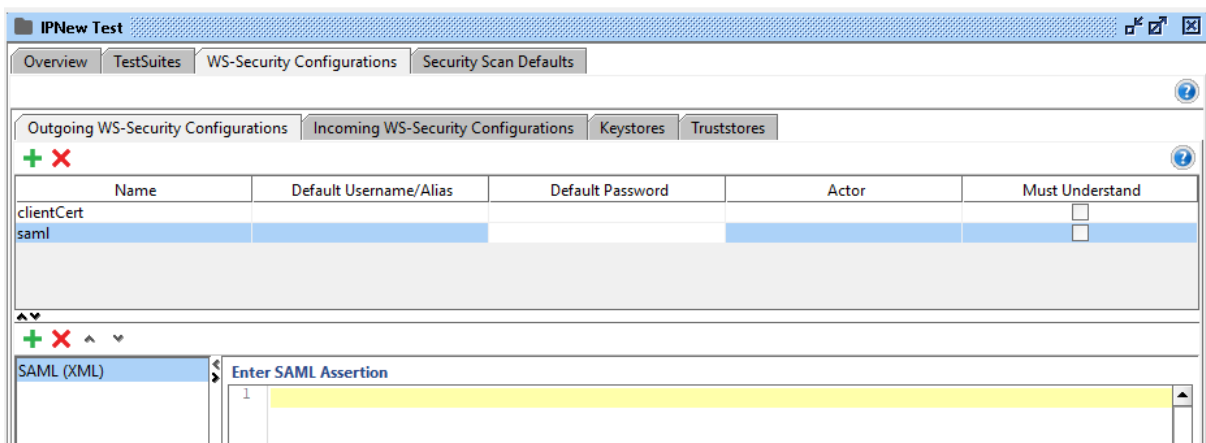 IPNew Test
Overview TestSuites WS-Security Configurations Security Scan Defaults
Outgoing WS-Security Configurations Incoming WS-Security Configurations Keystores Truststores
Name Default Username/Alias Default Password Actor Must Understand
clientCert
saml
SAML (XML) Enter SAML Assertion
1